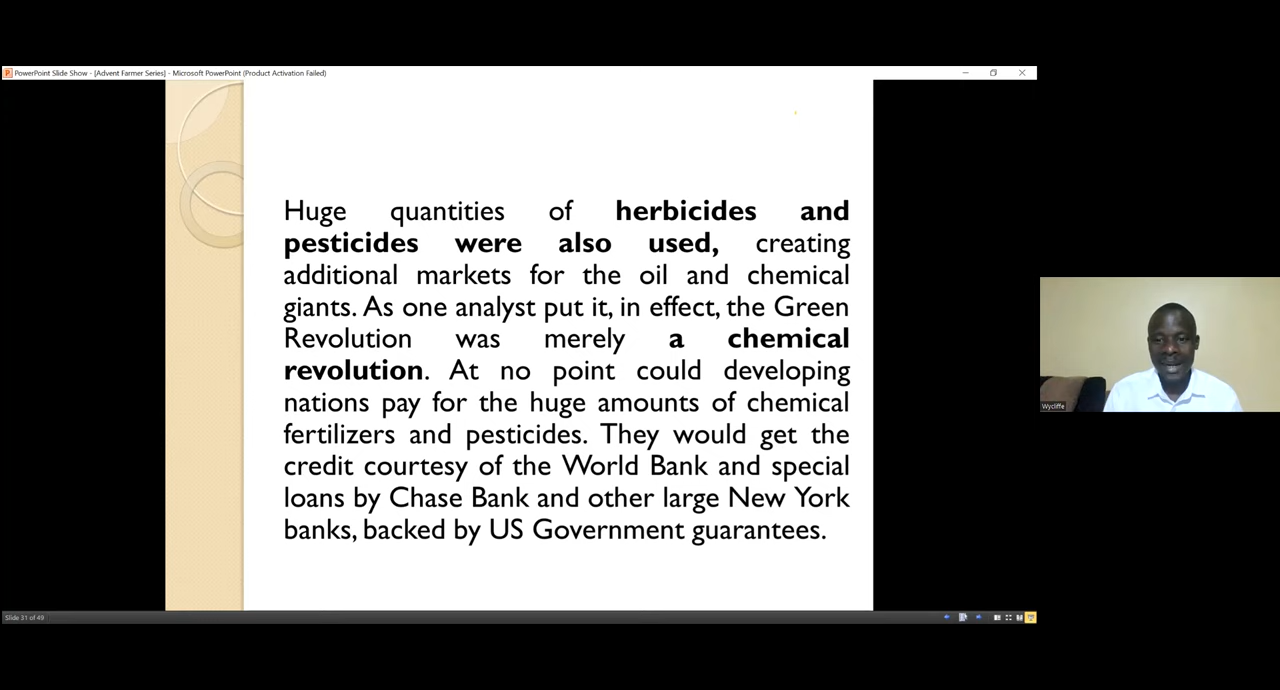 PowerPoint Slide Show - [Advent Farmer Series] - Microsoft PowerPoint (Product Activation Failed)
Huge quantities of herbicides and
pesticides were also used, creating
additional markets for the oil and chemical
giants. As one analyst put it, in effect, the Green
Revolution was merely a chemical
revolution. At no point could developing
nations pay for the huge amounts of chemical
fertilizers and pesticides. They would get the
credit courtesy of the World Bank and special
loans by Chase Bank and other large New York
banks, backed by US Government guarantees.
Wycliffe
Slide 31 of 49